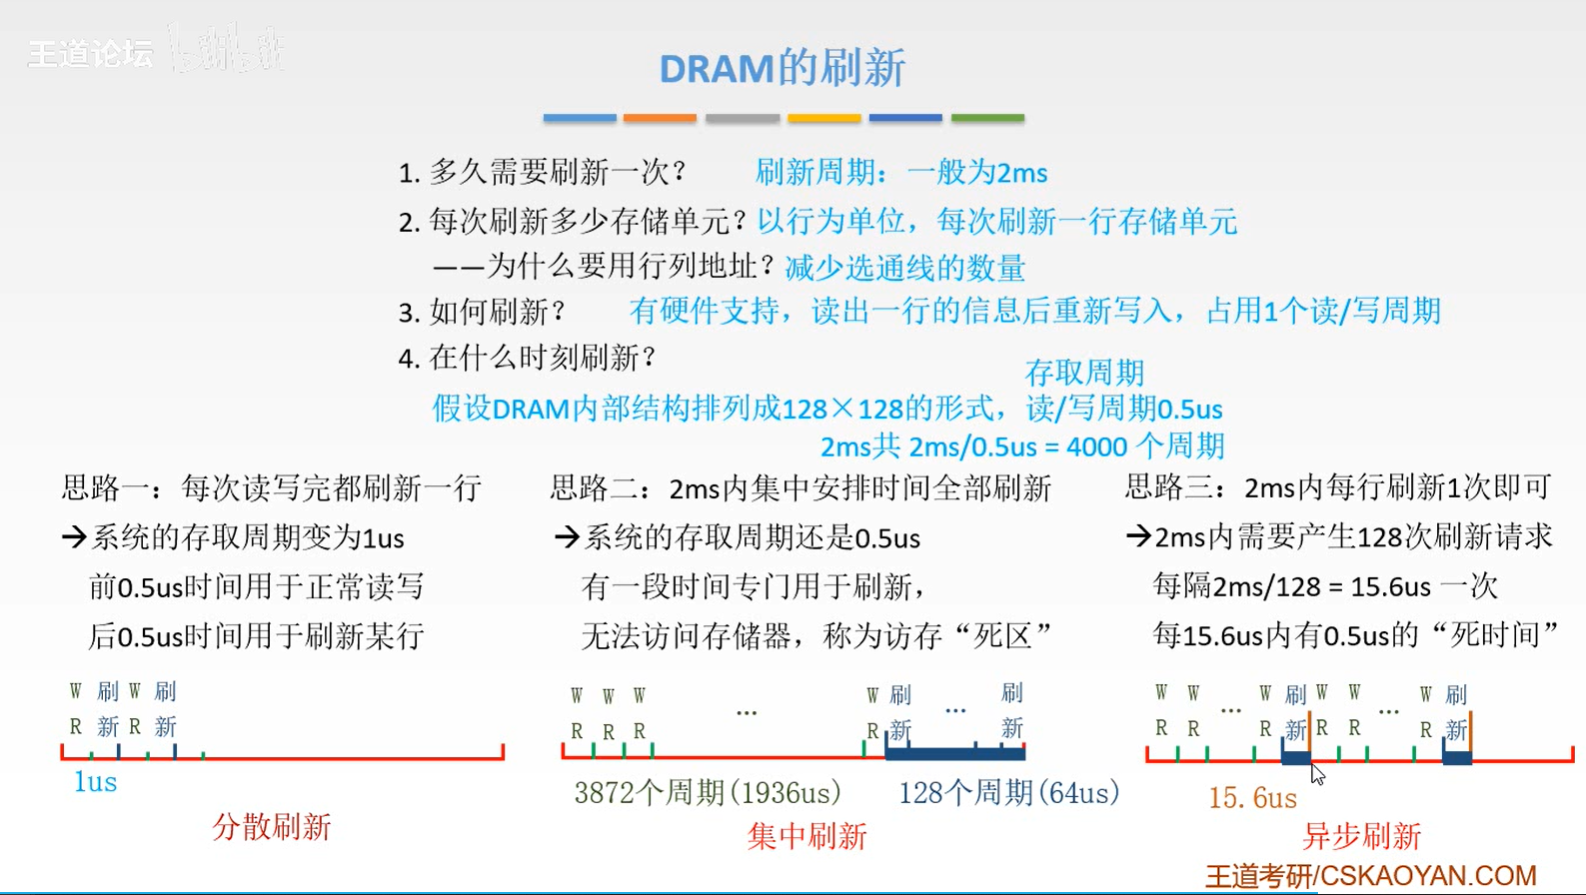 王道论坛 bilibili
DRAM的刷新
1. 多久需要刷新一次? 刷新周期：一般为2ms
2. 每次刷新多少存储单元? 以行为单位，每次刷新一行存储单元
——为什么要用行列地址? 减少选通线的数量
3. 如何刷新? 有硬件支持，读出一行的信息后重新写入，占用1个读/写周期
4. 在什么时刻刷新?
存取周期
假设DRAM内部结构排列成128×128的形式，读/写周期0.5us
2ms共 2ms/0.5us = 4000 个周期
思路一：每次读写完都刷新一行
→系统的存取周期变为1us
前0.5us时间用于正常读写
后0.5us时间用于刷新某行
W 刷 W 刷
R 新 R 新
1us
分散刷新
思路二：2ms内集中安排时间全部刷新
→系统的存取周期还是0.5us
有一段时间专门用于刷新，
无法访问存储器，称为访存“死区”
W W W ... W 刷 ... 刷
R R R R 新 新
3872个周期(1936us) 128个周期(64us)
集中刷新
思路三：2ms内每行刷新1次即可
→2ms内需要产生128次刷新请求
每隔2ms/128 = 15.6us 一次
每15.6us内有0.5us的“死时间”
W W ... W 刷 W W ... W 刷
R R R 新 R R R 新
15.6us
异步刷新
王道考研/CSKAOYAN.COM